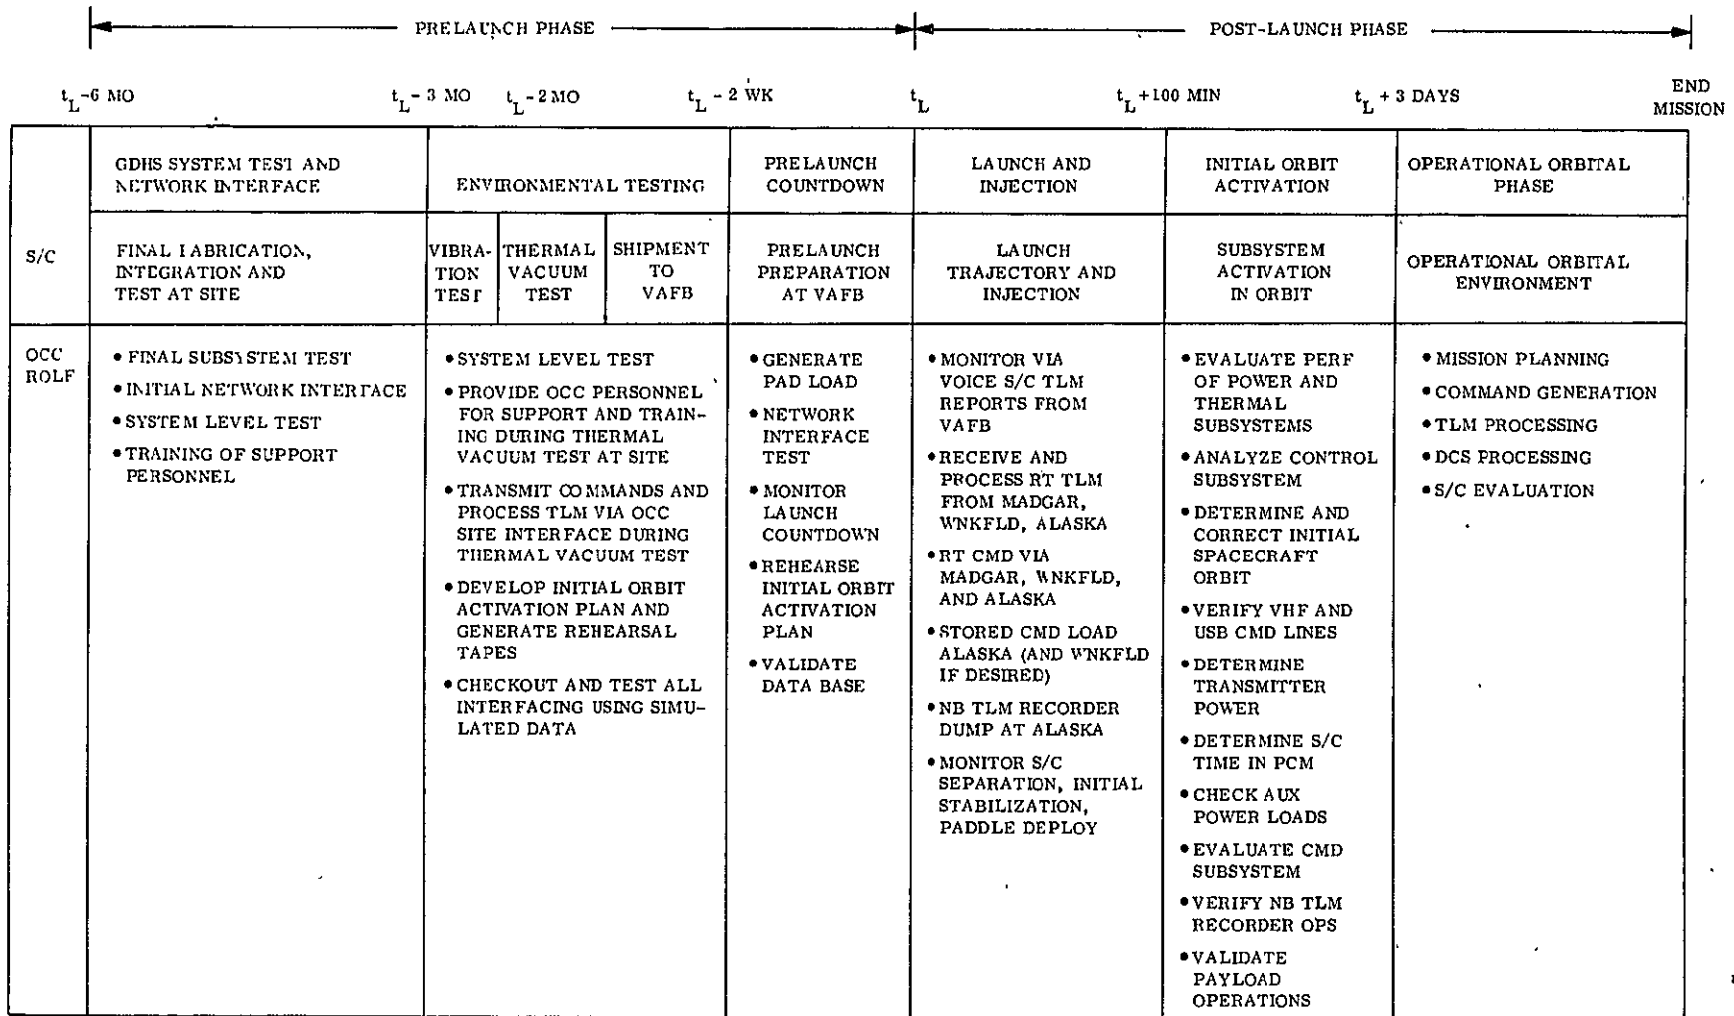 PRELAUNCH PHASE
POST-LAUNCH PHASE
t_L -6 MO
t_L - 3 MO
t_L - 2 MO
t_L - 2 WK
t_L
t_L +100 MIN
t_L + 3 DAYS
END
MISSION
GDHS SYSTEM TEST AND
NETWORK INTERFACE
ENVIRONMENTAL TESTING
PRELAUNCH
COUNTDOWN
LAUNCH AND
INJECTION
INITIAL ORBIT
ACTIVATION
OPERATIONAL ORBITAL
PHASE
S/C
FINAL FABRICATION,
INTEGRATION AND
TEST AT SITE
VIBRA-
TION
TEST
THERMAL
VACUUM
TEST
SHIPMENT
TO
VAFB
PRELAUNCH
PREPARATION
AT VAFB
LAUNCH
TRAJECTORY AND
INJECTION
SUBSYSTEM
ACTIVATION
IN ORBIT
OPERATIONAL ORBITAL
ENVIRONMENT
OCC
ROLF
• FINAL SUBSYSTEM TEST
• INITIAL NETWORK INTERFACE
• SYSTEM LEVEL TEST
• TRAINING OF SUPPORT
PERSONNEL
• SYSTEM LEVEL TEST
• PROVIDE OCC PERSONNEL
FOR SUPPORT AND TRAIN-
ING DURING THERMAL
VACUUM TEST AT SITE
• TRANSMIT COMMANDS AND
PROCESS TLM VIA OCC
SITE INTERFACE DURING
THERMAL VACUUM TEST
• DEVELOP INITIAL ORBIT
ACTIVATION PLAN AND
GENERATE REHEARSAL
TAPES
• CHECKOUT AND TEST ALL
INTERFACING USING SIMU-
LATED DATA
• GENERATE
PAD LOAD
• NETWORK
INTERFACE
TEST
• MONITOR
LAUNCH
COUNTDOWN
• REHEARSE
INITIAL ORBIT
ACTIVATION
PLAN
• VALIDATE
DATA BASE
• MONITOR VIA
VOICE S/C TLM
REPORTS FROM
VAFB
• RECEIVE AND
PROCESS RT TLM
FROM MADGAR,
WNKFLD, ALASKA
• RT CMD VIA
MADGAR, WNKFLD,
AND ALASKA
• STORED CMD LOAD
ALASKA (AND WNKFLD
IF DESIRED)
• NB TLM RECORDER
DUMP AT ALASKA
• MONITOR S/C
SEPARATION, INITIAL
STABILIZATION,
PADDLE DEPLOY
• EVALUATE PERF
OF POWER AND
THERMAL
SUBSYSTEMS
• ANALYZE CONTROL
SUBSYSTEM
• DETERMINE AND
CORRECT INITIAL
SPACECRAFT
ORBIT
• VERIFY VHF AND
USB CMD LINES
• DETERMINE
TRANSMITTER
POWER
• DETERMINE S/C
TIME IN PCM
• CHECK AUX
POWER LOADS
• EVALUATE CMD
SUBSYSTEM
• VERIFY NB TLM
RECORDER OPS
• VALIDATE
PAYLOAD
OPERATIONS
• MISSION PLANNING
• COMMAND GENERATION
• TLM PROCESSING
• DCS PROCESSING
• S/C EVALUATION